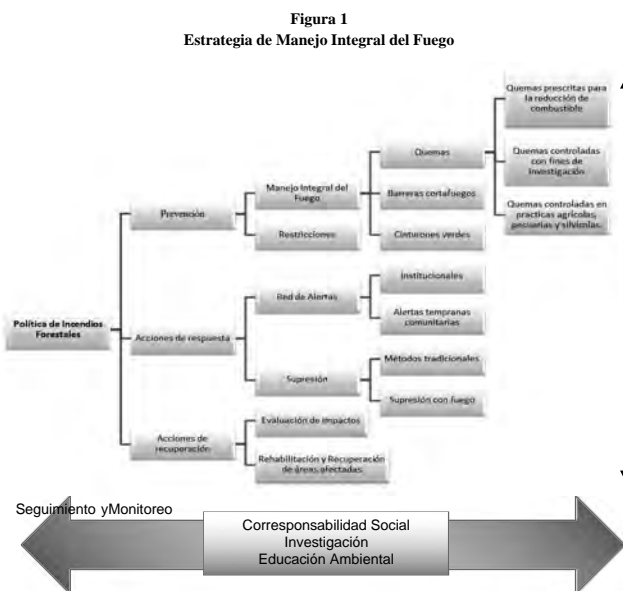 Figura 1
Estrategia de Manejo Integral del Fuego
Quemas prescritas para
la reducción de
combustible
Quemas
Quemas controladas
con fines de
investigación
Manejo Integral del
Fuego
Barreras cortafuegos
Prevención
Quemas controladas en
practicas agrícolas,
pecuarias y silvícolas.
Restricciones
Cinturones verdes
Institucionales
Red de Alertas
Política de Incendios
Forestales
Acciones de respuesta
Alertas tempranas
comunitarias
Métodos tradicionales
Supresión
Supresión con fuego
Evaluación de impactos
Acciones de
recuperación
Rehabilitación y Recuperación
de áreas afectadas
Seguimiento yMonitoreo
Corresponsabilidad Social
Investigación
Educación Ambiental